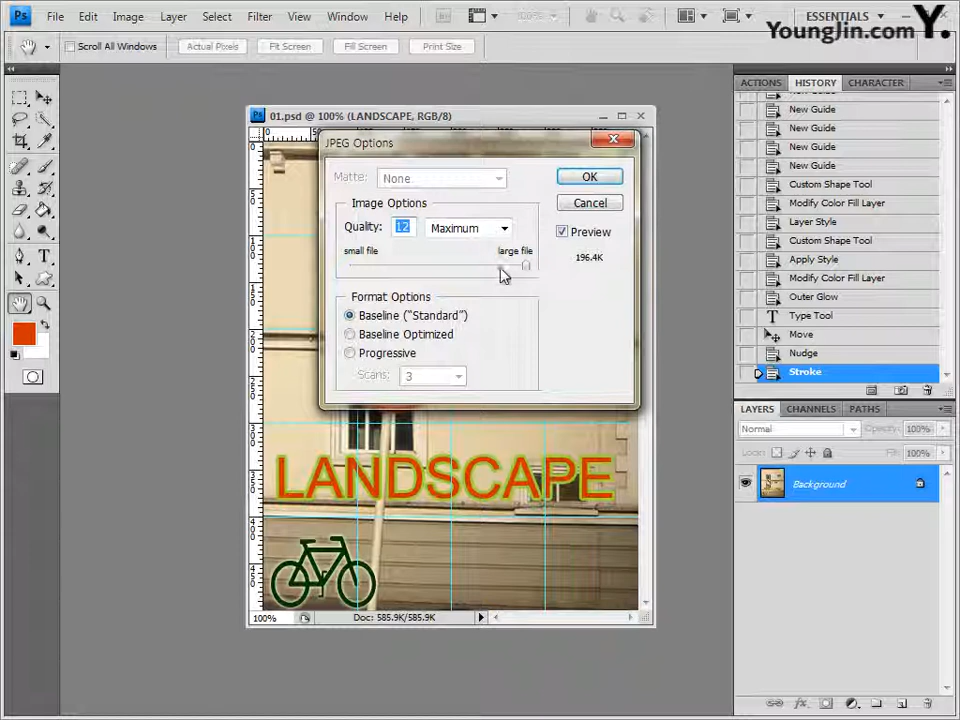 Ps File Edit Image Layer Select Filter View Window Help Br 100% ESSENTIALS
YoungJin.com Y.
Scroll All Windows Actual Pixels Fit Screen Fill Screen Print Size
ACTIONS HISTORY CHARACTER
New Guide
New Guide
New Guide
New Guide
Custom Shape Tool
Modify Color Fill Layer
Layer Style
Custom Shape Tool
Apply Style
Modify Color Fill Layer
Outer Glow
Type Tool
Move
Nudge
Stroke
LAYERS CHANNELS PATHS
Normal Opacity: 100%
Lock: Fill: 100%
Background
01.psd @ 100% (LANDSCAPE, RGB/8)
JPEG Options
Matte: None
OK
Image Options
Cancel
Quality: 12 Maximum
Preview
small file large file
196.4K
Format Options
Baseline ("Standard")
Baseline Optimized
Progressive
Scans: 3
LANDSCAPE
100% Doc: 585.9K/585.9K